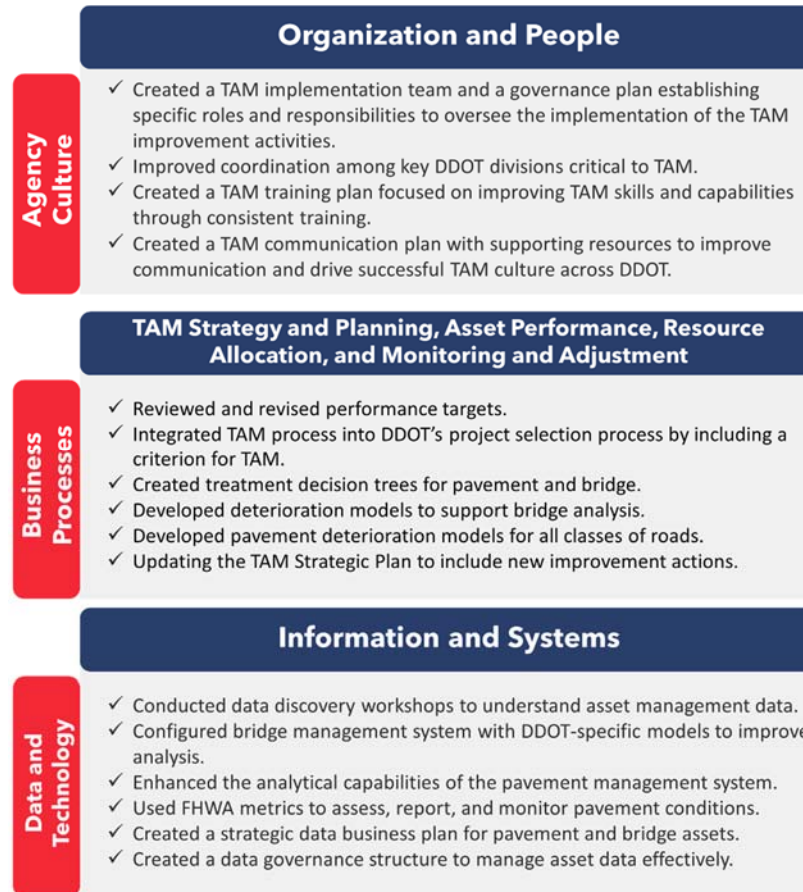 Organization and People
Agency
Culture
✓ Created a TAM implementation team and a governance plan establishing
specific roles and responsibilities to oversee the implementation of the TAM
improvement activities.
✓ Improved coordination among key DDOT divisions critical to TAM.
✓ Created a TAM training plan focused on improving TAM skills and capabilities
through consistent training.
✓ Created a TAM communication plan with supporting resources to improve
communication and drive successful TAM culture across DDOT.
TAM Strategy and Planning, Asset Performance, Resource
Allocation, and Monitoring and Adjustment
Business
Processes
✓ Reviewed and revised performance targets.
✓ Integrated TAM process into DDOT's project selection process by including a
criterion for TAM.
✓ Created treatment decision trees for pavement and bridge.
✓ Developed deterioration models to support bridge analysis.
✓ Developed pavement deterioration models for all classes of roads.
✓ Updating the TAM Strategic Plan to include new improvement actions.
Information and Systems
Data and
Technology
✓ Conducted data discovery workshops to understand asset management data.
✓ Configured bridge management system with DDOT-specific models to improve
analysis.
✓ Enhanced the analytical capabilities of the pavement management system.
✓ Used FHWA metrics to assess, report, and monitor pavement conditions.
✓ Created a strategic data business plan for pavement and bridge assets.
✓ Created a data governance structure to manage asset data effectively.